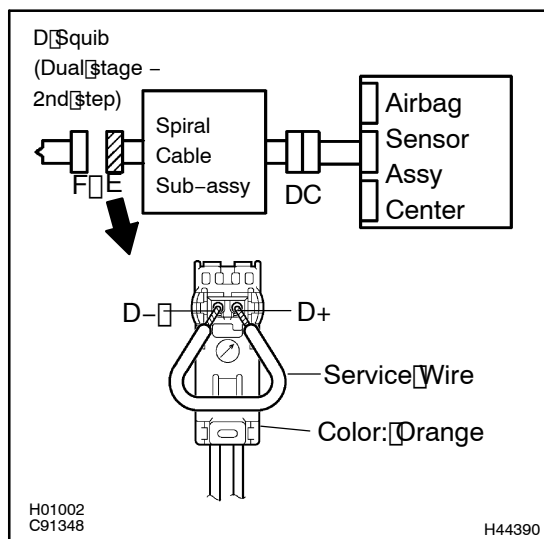 D▯Squib
(Dual▯stage −
2nd▯step)
Spiral
Cable
Sub−assy
Airbag
Sensor
Assy
Center
F▯ E
DC
D−▯
D+
Service▯Wire
Color:▯Orange
H01002
C91348
H44390